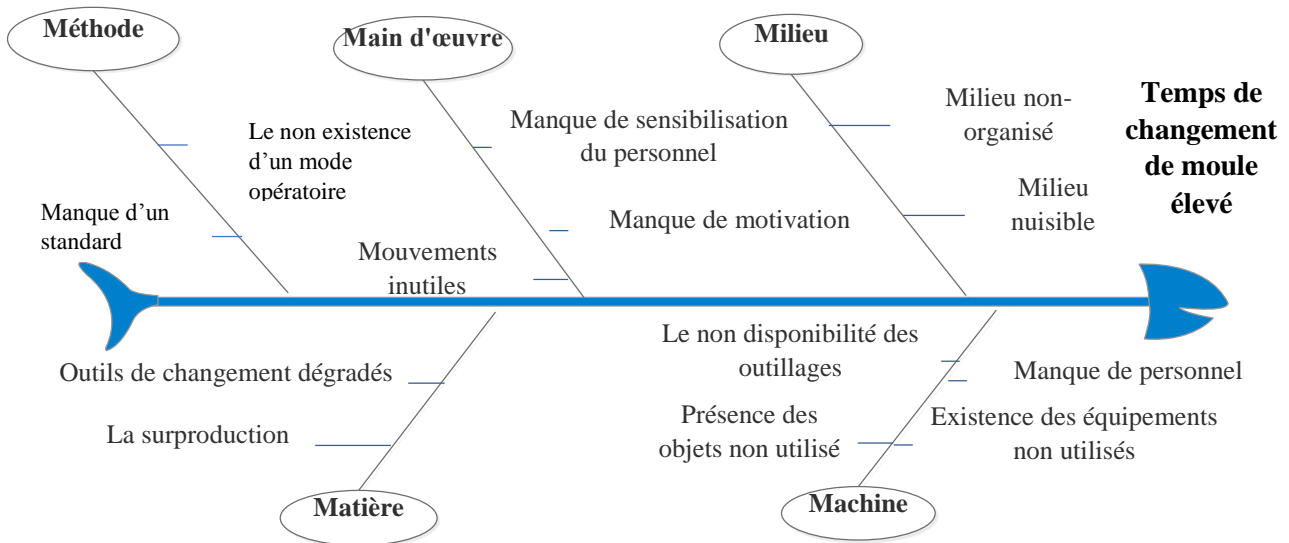 Méthode
Main d'œuvre
Milieu
Milieu non-
organisé
Temps de
changement
de moule
élevé
Le non existence
d’un mode
opératoire
Manque de sensibilisation
du personnel
Manque d’un
standard
Manque de motivation
Milieu
nuisible
Mouvements
inutiles
Le non disponibilité des
outillages
Outils de changement dégradés
Manque de personnel
La surproduction
Présence des
objets non utilisé
Existence des équipements
non utilisés
Matière
Machine